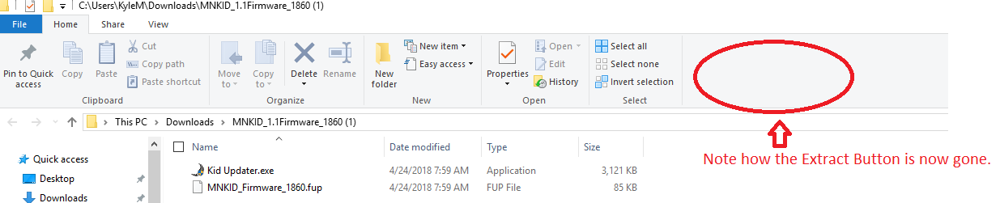 C:\Users\KyleM\Downloads\MNKID_1.1Firmware_1860 (1)
File Home Share View
Pin to Quick access
Copy
Paste
Cut
Copy path
Paste shortcut
Clipboard
Move to
Copy to
Delete
Rename
Organize
New folder
New item
Easy access
New
Properties
Open
Edit
History
Open
Select all
Select none
Invert selection
Select
This PC > Downloads > MNKID_1.1Firmware_1860 (1)
Quick access
Desktop
Downloads
Name Date modified Type Size
Kid Updater.exe 4/24/2018 7:59 AM Application 3,121 KB
MNKID_Firmware_1860.fup 4/24/2018 7:59 AM FUP File 85 KB
Note how the Extract Button is now gone.